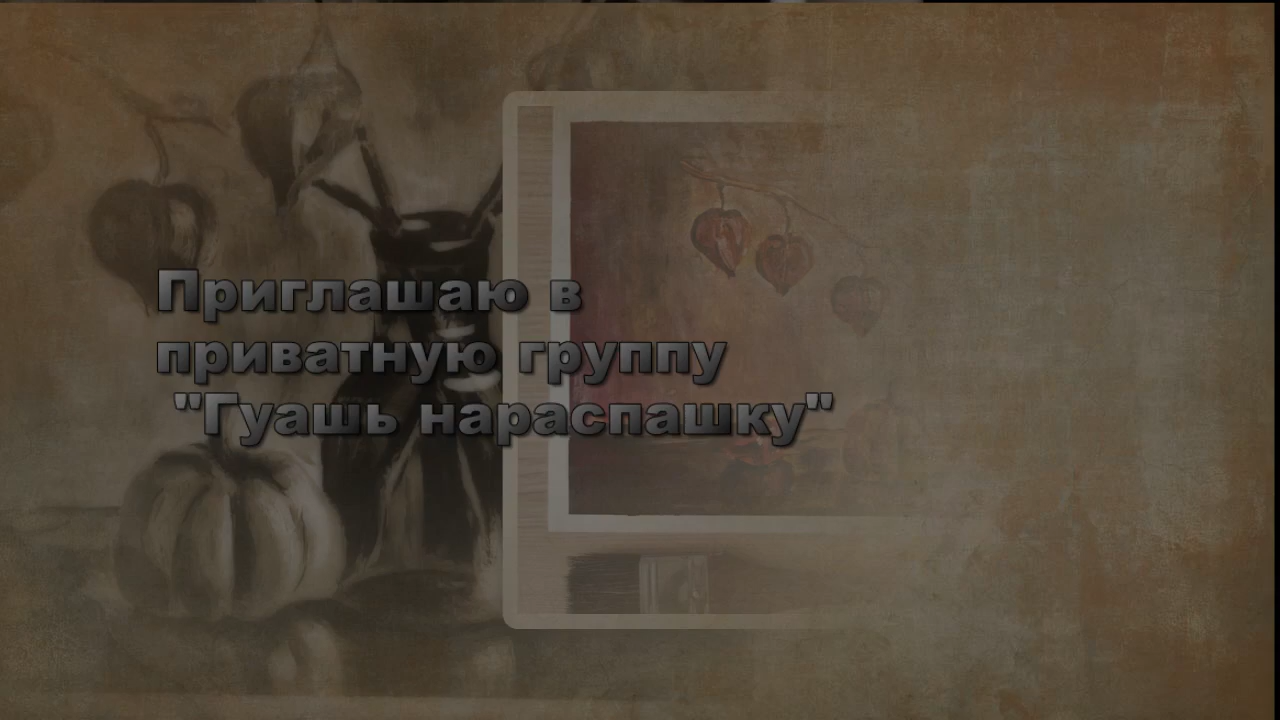 Приглашаю в
приватную группу
"Гуашь нараспашку"